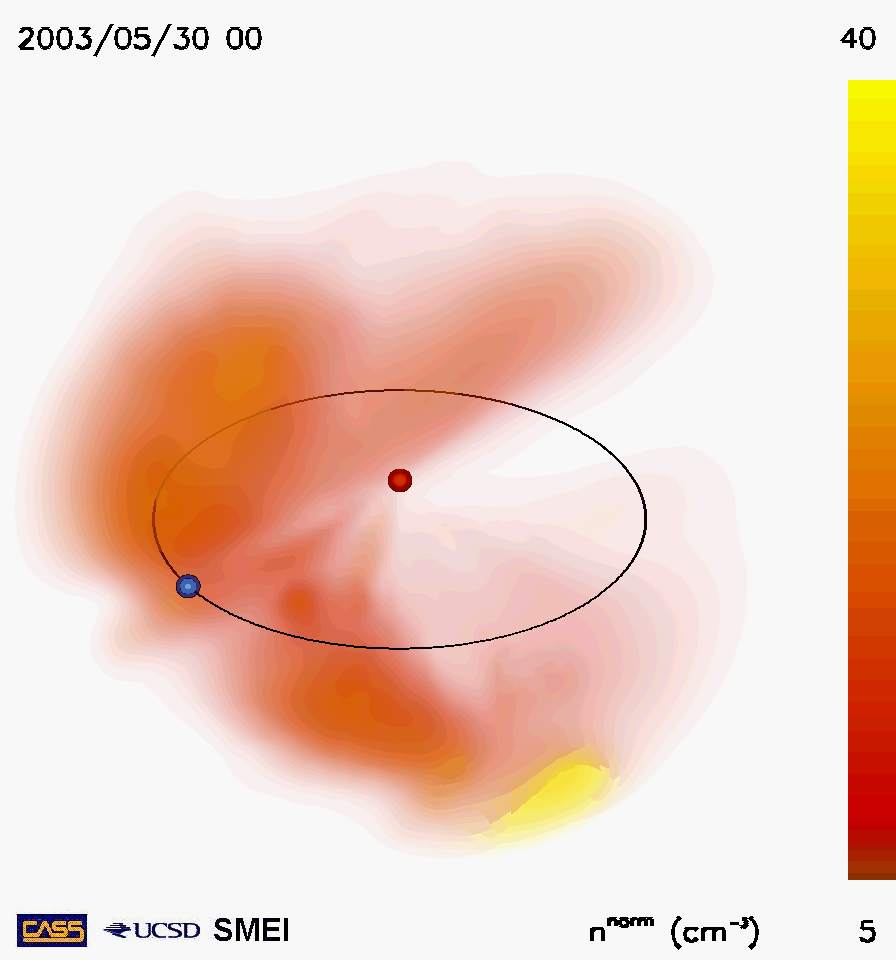 2003/05/30 00
40
CASS UCSD SMEI
n^norm (cm^-3)
5